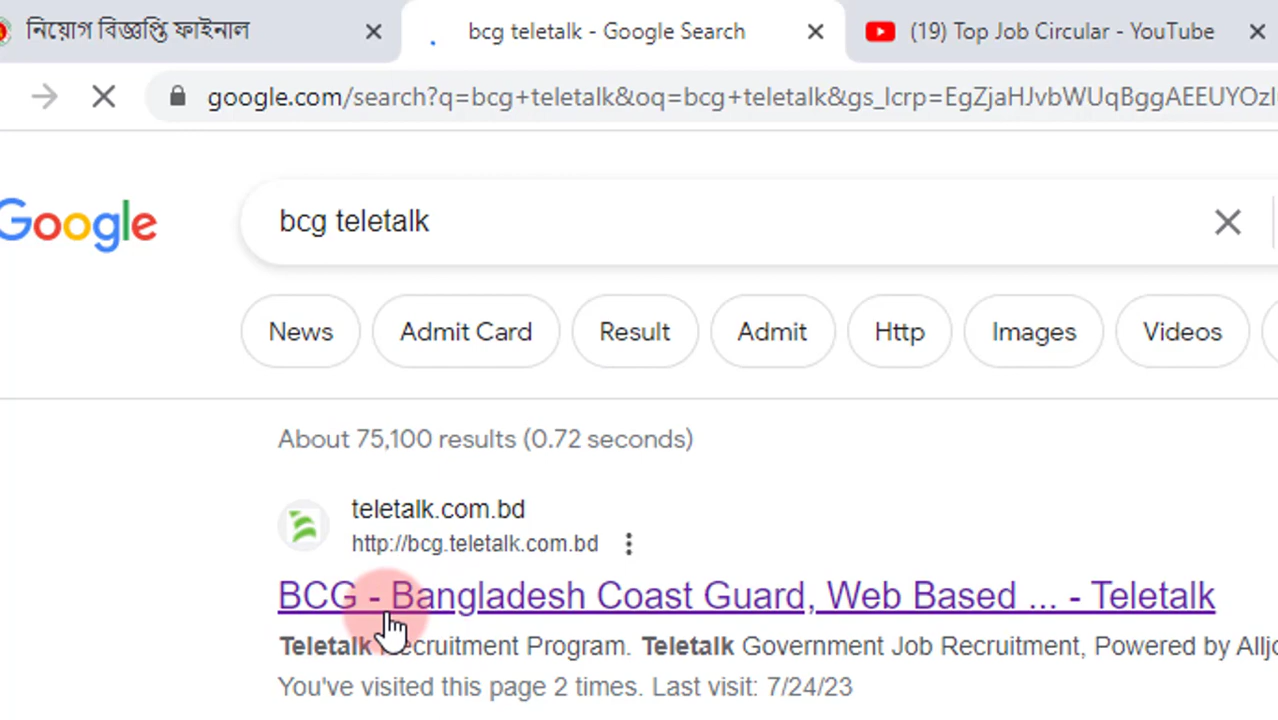 নিয়োগ বিজ্ঞপ্তি ফাইনাল
bcg teletalk - Google Search
(19) Top Job Circular - YouTube
google.com/search?q=bcg+teletalk&oq=bcg+teletalk&gs_lcrp=EgZjaHJvbWUqBggAEEUYOzI
Google
bcg teletalk
News
Admit Card
Result
Admit
Http
Images
Videos
About 75,100 results (0.72 seconds)
teletalk.com.bd
http://bcg.teletalk.com.bd
BCG - Bangladesh Coast Guard, Web Based ... - Teletalk
Teletalk Recruitment Program. Teletalk Government Job Recruitment, Powered by Alljo
You've visited this page 2 times. Last visit: 7/24/23